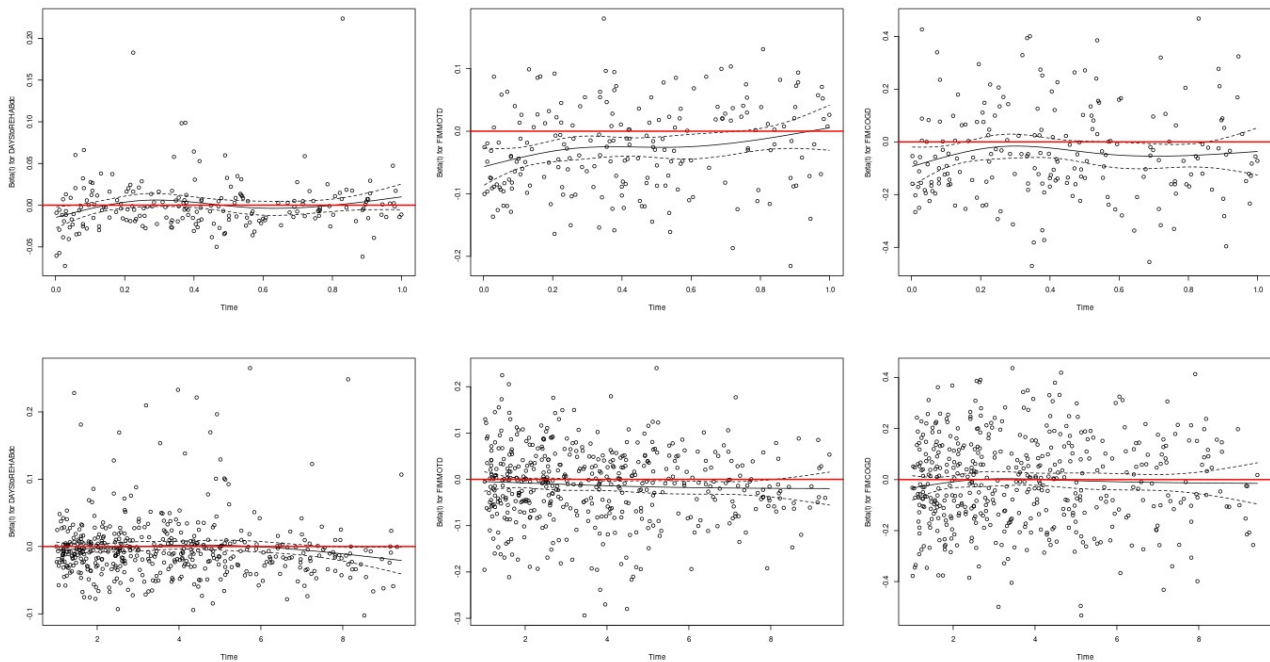 Beta(t) for DAYStoREHABdc
-0.05 0.00 0.05 0.10 0.15 0.20
0.0 0.2 0.4 0.6 0.8 1.0
Time
Beta(t) for FIMMOTD
-0.2 -0.1 0.0 0.1
0.0 0.2 0.4 0.6 0.8 1.0
Time
Beta(t) for FIMCOGD
-0.4 -0.2 0.0 0.2 0.4
0.0 0.2 0.4 0.6 0.8 1.0
Time
Beta(t) for DAYStoREHABdc
-0.1 0.0 0.1 0.2
2 4 6 8
Time
Beta(t) for FIMMOTD
-0.3 -0.2 -0.1 0.0 0.1 0.2
2 4 6 8
Time
Beta(t) for FIMCOGD
-0.4 -0.2 0.0 0.2 0.4
2 4 6 8
Time